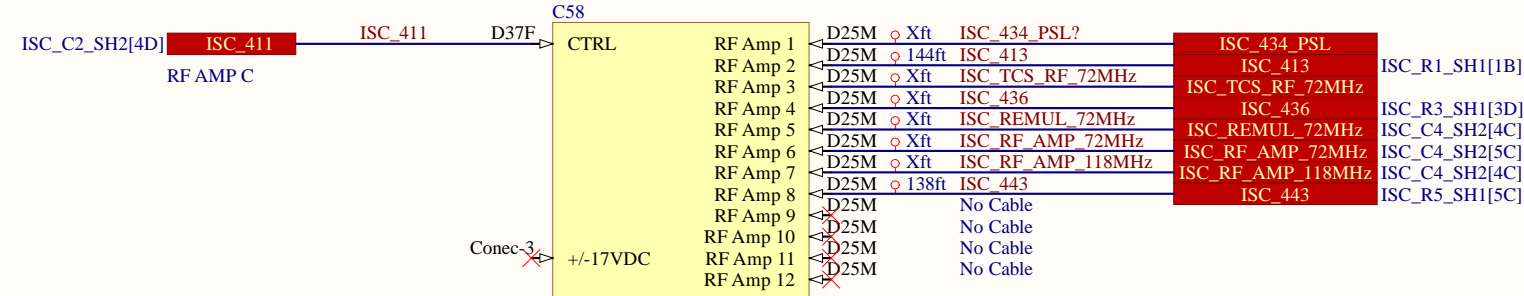 C58
ISC_C2_SH2[4D] ISC_411 ISC_411 D37F CTRL RF Amp 1 D25M Xft ISC_434_PSL? ISC_434_PSL
RF AMP C
RF Amp 2 D25M 144ft ISC_413 ISC_413 ISC_R1_SH1[1B]
RF Amp 3 D25M Xft ISC_TCS_RF_72MHz ISC_TCS_RF_72MHz
RF Amp 4 D25M Xft ISC_436 ISC_436 ISC_R3_SH1[3D]
RF Amp 5 D25M Xft ISC_REMUL_72MHz ISC_REMUL_72MHz ISC_C4_SH2[4C]
RF Amp 6 D25M Xft ISC_RF_AMP_72MHz ISC_RF_AMP_72MHz ISC_C4_SH2[5C]
RF Amp 7 D25M Xft ISC_RF_AMP_118MHz ISC_RF_AMP_118MHz ISC_C4_SH2[4C]
RF Amp 8 D25M 138ft ISC_443 ISC_443 ISC_R5_SH1[5C]
RF Amp 9 D25M No Cable
RF Amp 10 D25M No Cable
Conec-3 +/-17VDC RF Amp 11 D25M No Cable
RF Amp 12 D25M No Cable